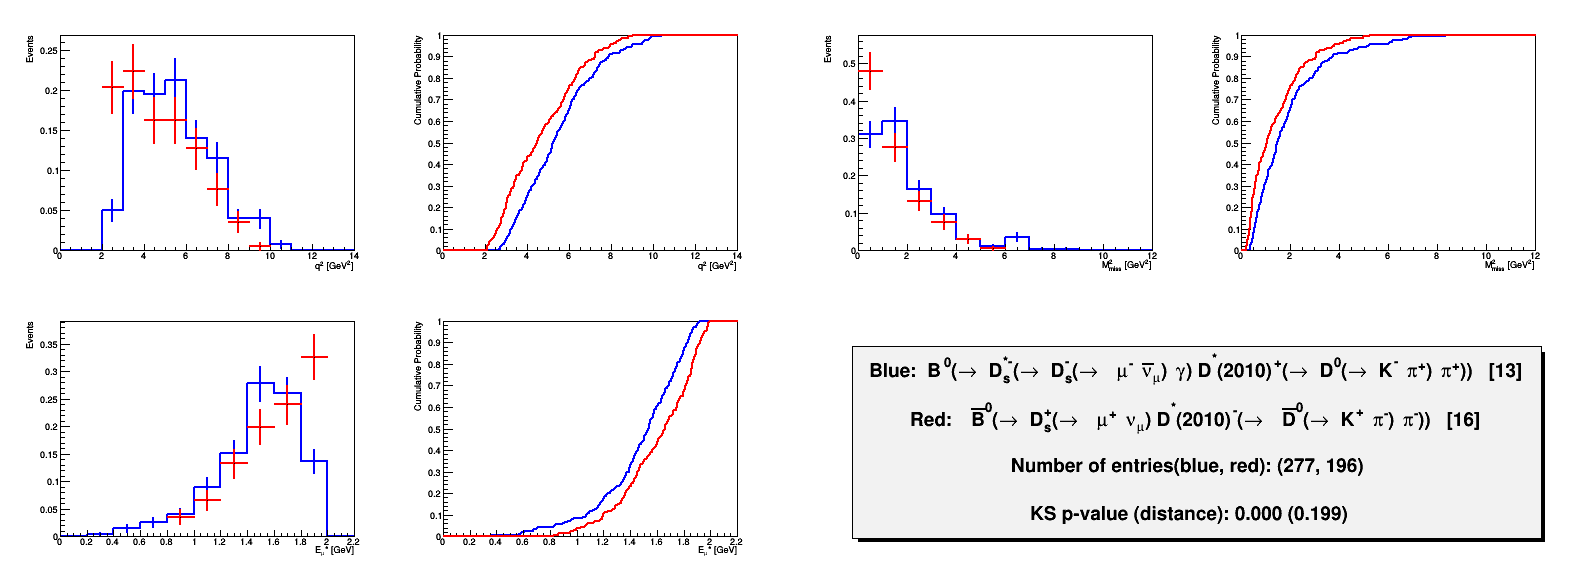 Events
0.25
0.2
0.15
0.1
0.05
0
0 2 4 6 8 10 12 14
q² [GeV²]
Cumulative Probability
1
0.9
0.8
0.7
0.6
0.5
0.4
0.3
0.2
0.1
0
0 2 4 6 8 10 12 14
q² [GeV²]
Events
0.5
0.4
0.3
0.2
0.1
0
0 2 4 6 8 10 12
M²miss [GeV²]
Cumulative Probability
1
0.9
0.8
0.7
0.6
0.5
0.4
0.3
0.2
0.1
0
0 2 4 6 8 10 12
M²miss [GeV²]
Events
0.35
0.3
0.25
0.2
0.15
0.1
0.05
0
0 0.2 0.4 0.6 0.8 1 1.2 1.4 1.6 1.8 2 2.2
Eμ* [GeV]
Cumulative Probability
1
0.9
0.8
0.7
0.6
0.5
0.4
0.3
0.2
0.1
0
0 0.2 0.4 0.6 0.8 1 1.2 1.4 1.6 1.8 2 2.2
Eμ* [GeV]
Blue: B⁰(→ Dₛ*⁻(→ Dₛ⁻(→ μ⁻ ν̅μ) γ) D*(2010)⁺(→ D⁰(→ K⁻ π⁺) π⁺)) [13]
Red: B̅⁰(→ Dₛ⁺(→ μ⁺ νμ) D*(2010)⁻(→ D̅⁰(→ K⁺ π⁻) π⁻)) [16]
Number of entries(blue, red): (277, 196)
KS p-value (distance): 0.000 (0.199)